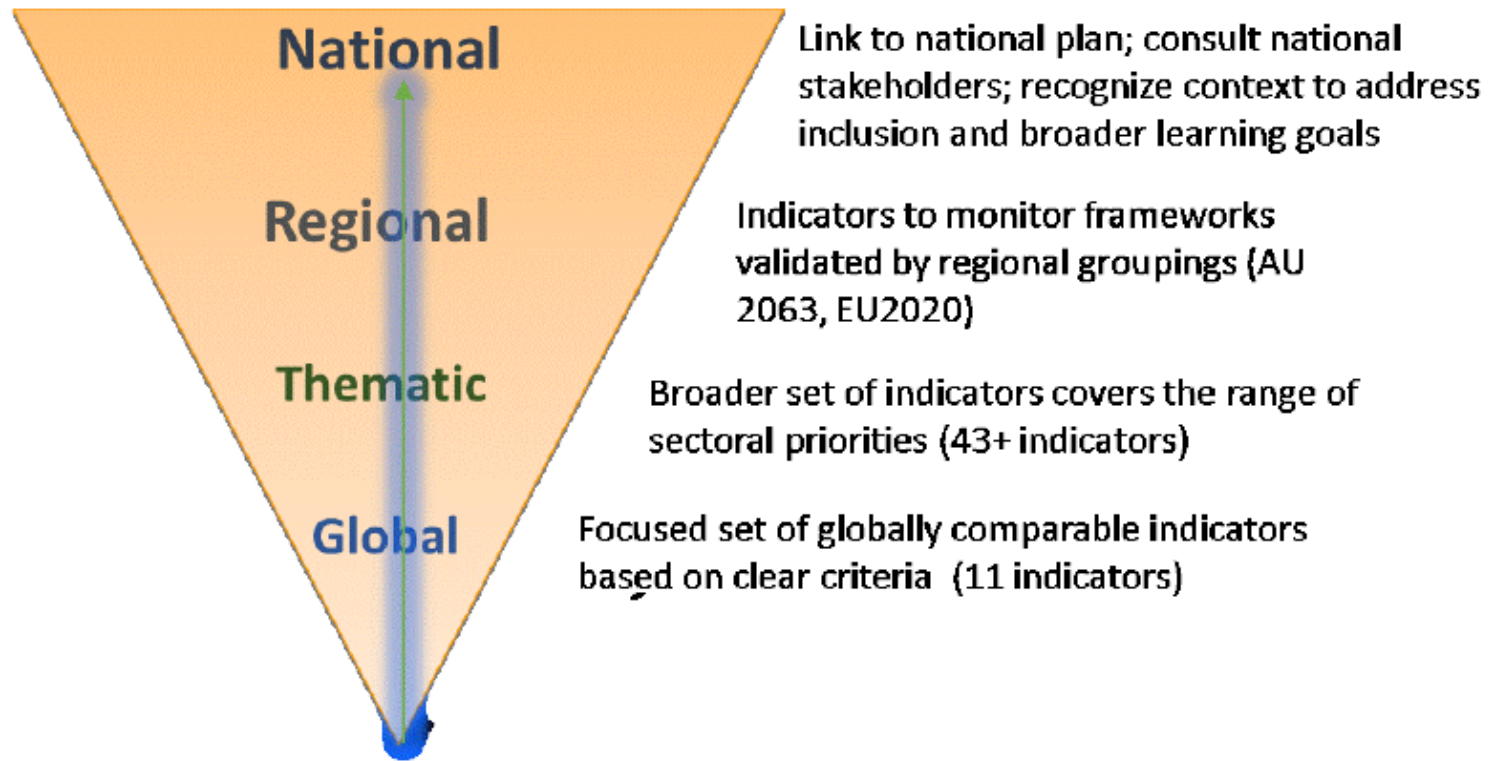 National
Link to national plan; consult national
stakeholders; recognize context to address
inclusion and broader learning goals
Regional
Indicators to monitor frameworks
validated by regional groupings (AU
2063, EU2020)
Thematic
Broader set of indicators covers the range of
sectoral priorities (43+ indicators)
Global
Focused set of globally comparable indicators
based on clear criteria (11 indicators)